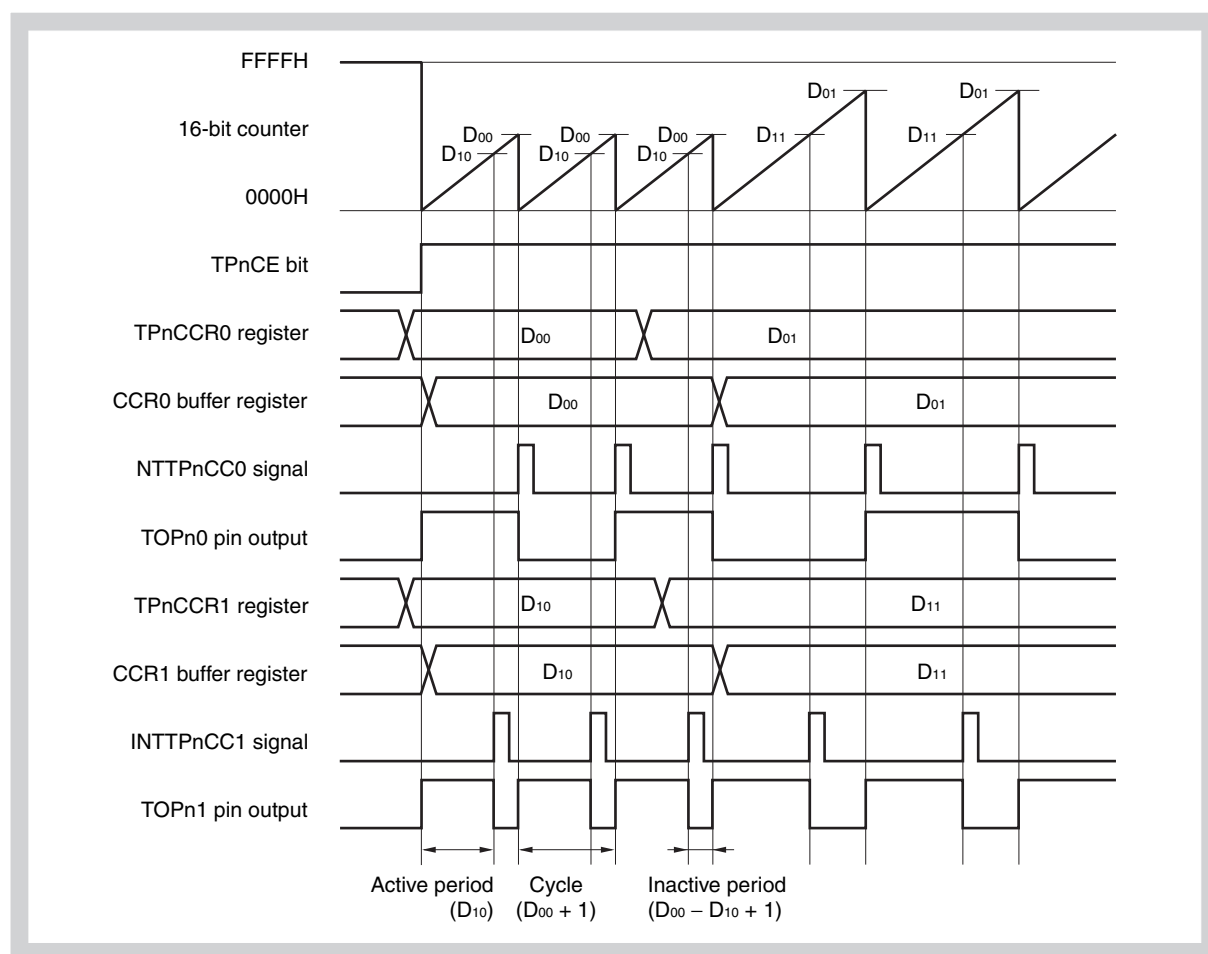 FFFFH
D01 D01
16-bit counter
D00 D00 D00 D11 D11
D10 D10 D10
0000H
TPnCE bit
TPnCCR0 register D00 D01
CCR0 buffer register D00 D01
NTTPnCC0 signal
TOPn0 pin output
TPnCCR1 register D10 D11
CCR1 buffer register D10 D11
INTTPnCC1 signal
TOPn1 pin output
Active period Cycle Inactive period
(D10) (D00 + 1) (D00 − D10 + 1)